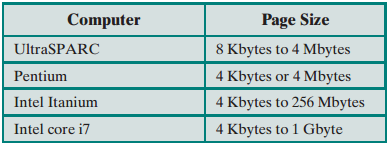 Computer Page Size
UltraSPARC 8 Kbytes to 4 Mbytes
Pentium 4 Kbytes or 4 Mbytes
Intel Itanium 4 Kbytes to 256 Mbytes
Intel core i7 4 Kbytes to 1 Gbyte